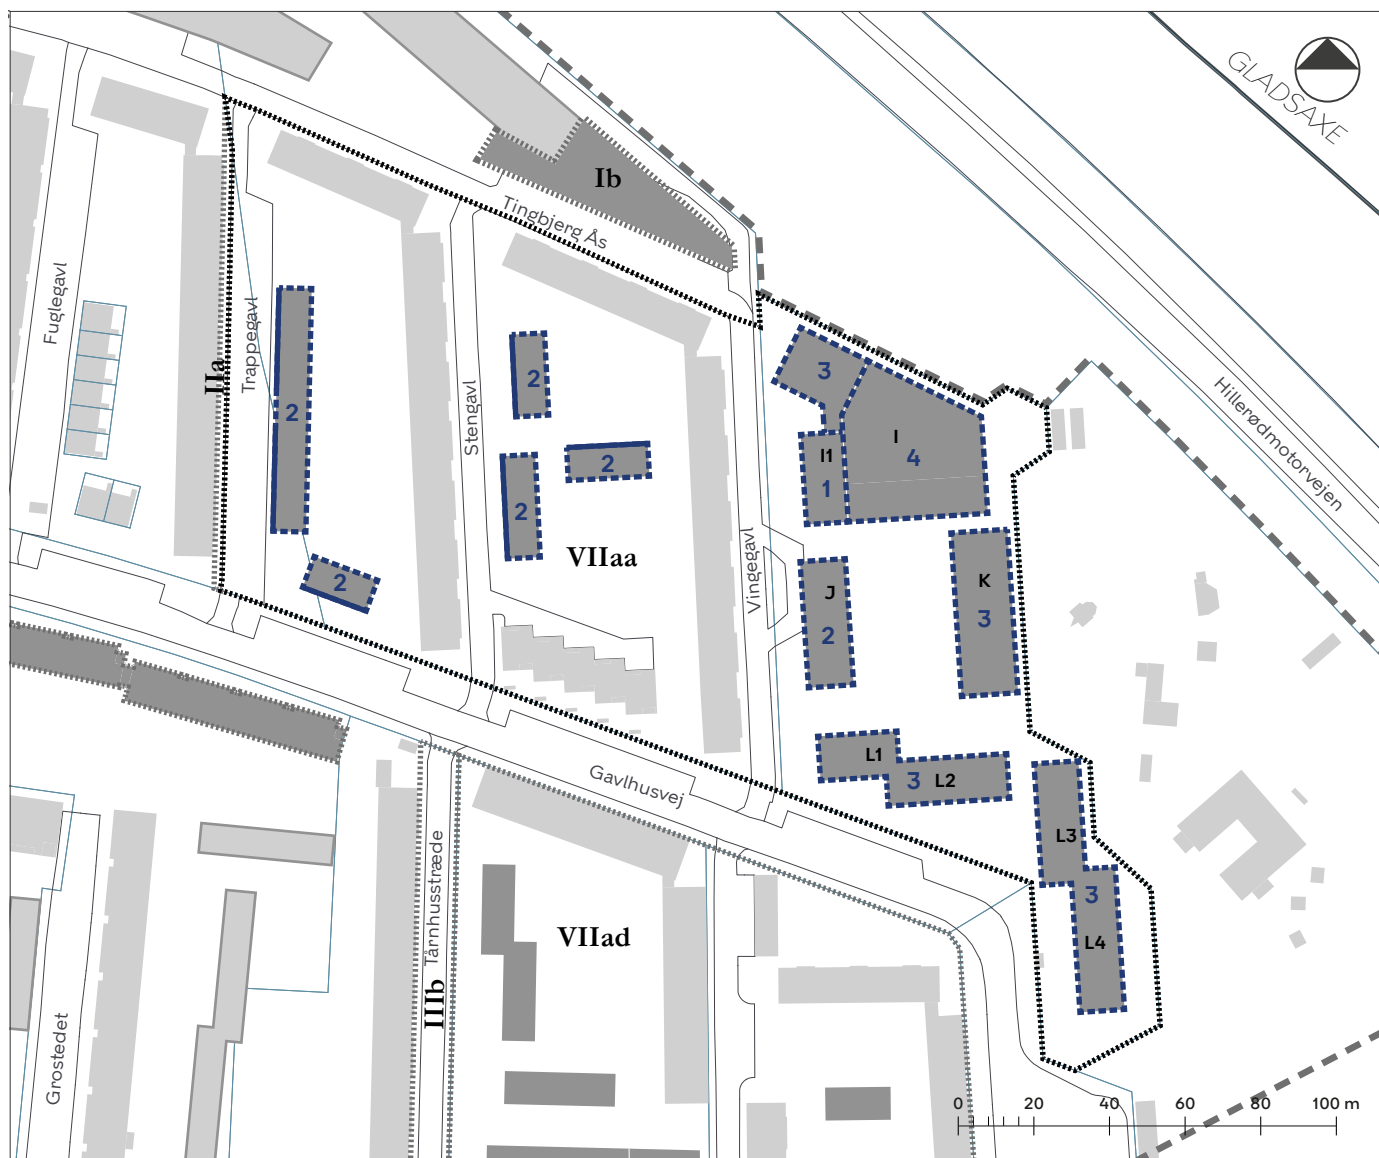 GLADSAXE
Ib
Tingbjerg Ås
Fuglegavl
IIa
Trappegavl
Stengavl
Hillerødmotorvejen
3
2
2
I
4
I1
1
2
2
2
VIIaa
Vingegavl
J
2
K
3
L1
3
L2
Gavlhusvej
L3
3
L4
Tårnhusstræde
IIIb
VIIad
Grostedet
0 20 40 60 80 100 m